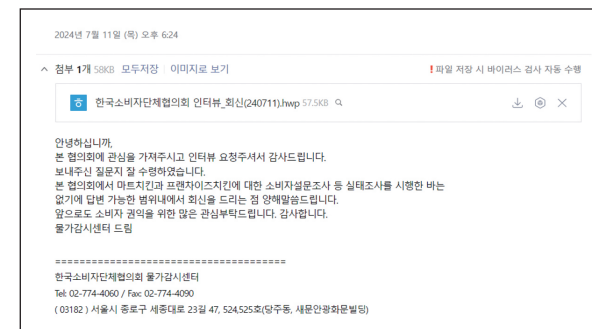 2024년 7월 11일 (목) 오후 6:24
첨부 1개 58KB 모두저장 이미지로 보기 ! 파일 저장 시 바이러스 검사 자동 수행
한국소비자단체협의회 인터뷰_회신(240711).hwp 57.5KB
안녕하십니까,
본 협의회에 관심을 가져주시고 인터뷰 요청주셔서 감사드립니다.
보내주신 질문지 잘 수령하였습니다.
본 협의회에서 마트치킨과 프랜차이즈치킨에 대한 소비자설문조사 등 실태조사를 시행한 바는
없기에 답변 가능한 범위내에서 회신을 드리는 점 양해말씀드립니다.
앞으로도 소비자 권익을 위한 많은 관심부탁드립니다. 감사합니다.
물가감시센터 드림
======================================
한국소비자단체협의회 물가감시센터
Tel: 02-774-4060 / Fax: 02-774-4090
( 03182 ) 서울시 종로구 세종대로 23길 47, 524,525호(당주동, 새문안광화문빌딩)